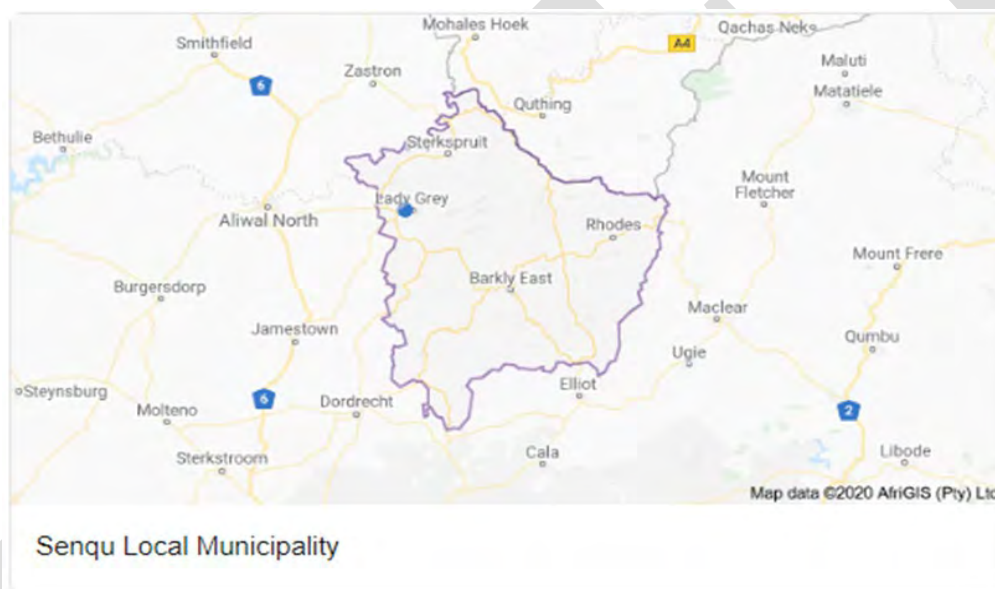 Mohales Hoek
Qachas Neks
Smithfield
A4
Zastron
Maluti
6
Matatiele
Quthing
Bethulie
Sterkspruit
Mount
Fletcher
Lady Grey
Aliwal North
Rhodes
Mount Frere
Barkly East
Burgersdorp
Maclear
Jamestown
Qumbu
Ugie
Elliot
Steynsburg
6
Dordrecht
Molteno
2
Cala
Libode
Sterkstroom
Map data ©2020 AfriGIS (Pty) Ltd
Senqu Local Municipality